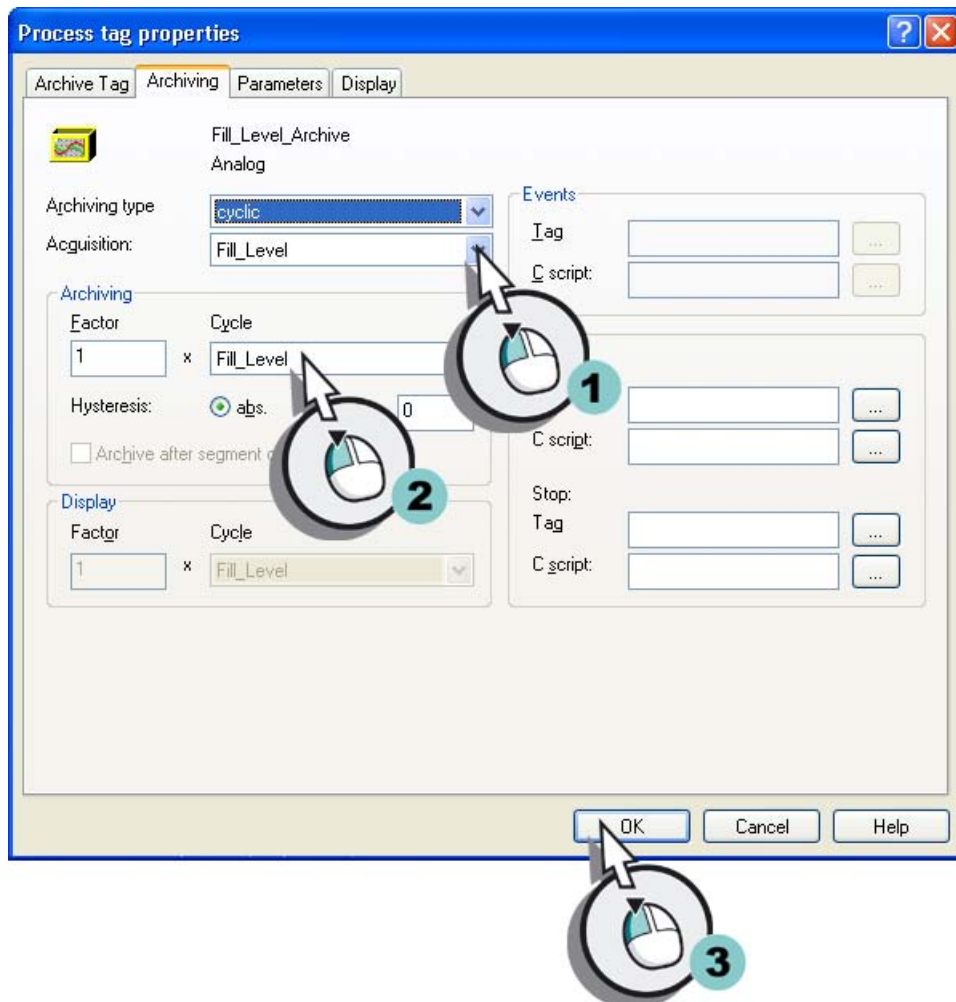 Process tag properties
Archive Tag Archiving Parameters Display
Fill_Level_Archive
Analog
Archiving type cyclic
Acquisition: Fill_Level
Archiving
Factor Cycle
1 x Fill_Level
Hysteresis: abs. 0
Archive after segment
Display
Factor Cycle
1 x Fill_Level
Events
Tag ...
C script: ...
1
...
C script: ...
Stop:
Tag ...
C script: ...
2
OK Cancel Help
3